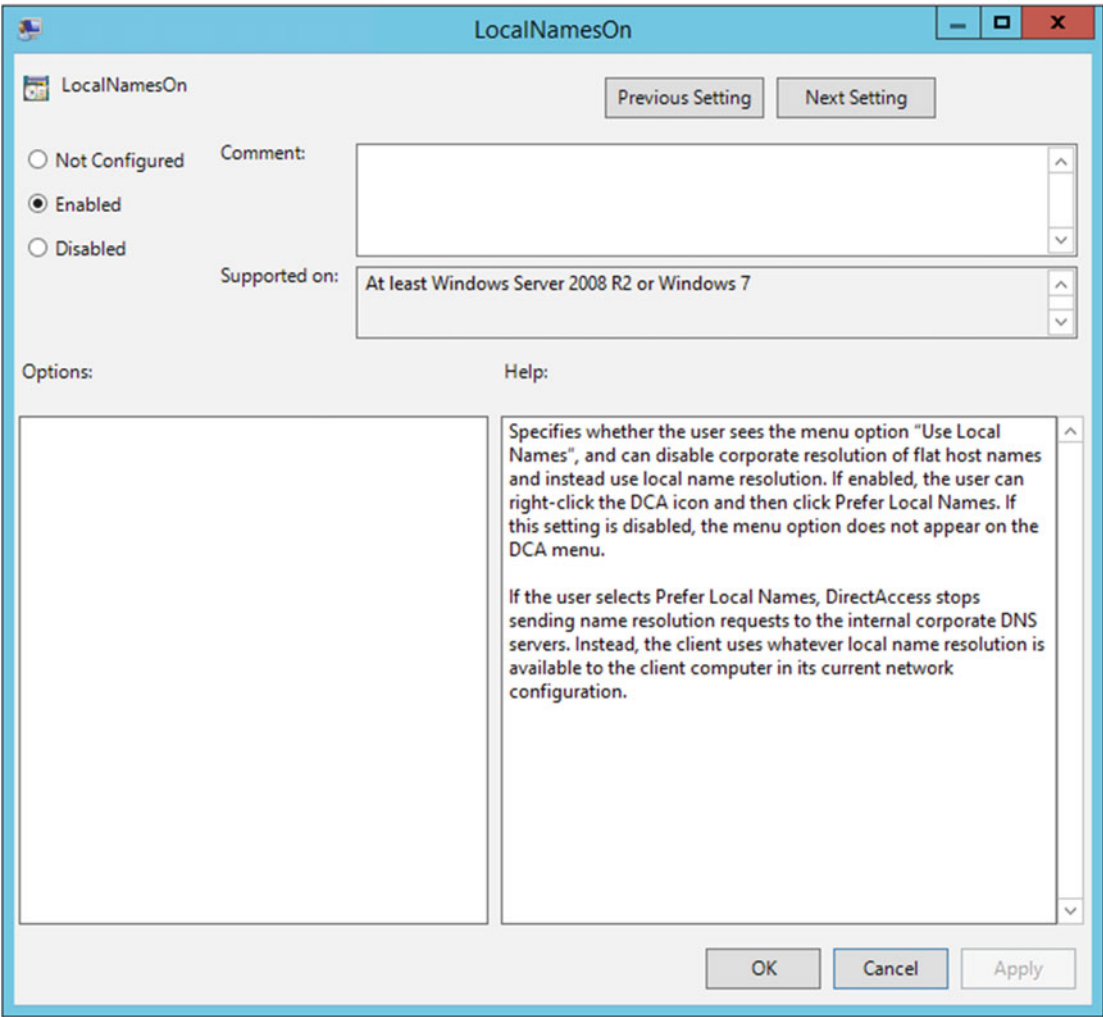 LocalNamesOn
LocalNamesOn
Previous Setting
Next Setting
Not Configured
Enabled
Disabled
Comment:
Supported on:
At least Windows Server 2008 R2 or Windows 7
Options:
Help:
Specifies whether the user sees the menu option “Use Local
Names”, and can disable corporate resolution of flat host names
and instead use local name resolution. If enabled, the user can
right-click the DCA icon and then click Prefer Local Names. If
this setting is disabled, the menu option does not appear on the
DCA menu.
If the user selects Prefer Local Names, DirectAccess stops
sending name resolution requests to the internal corporate DNS
servers. Instead, the client uses whatever local name resolution is
available to the client computer in its current network
configuration.
OK
Cancel
Apply